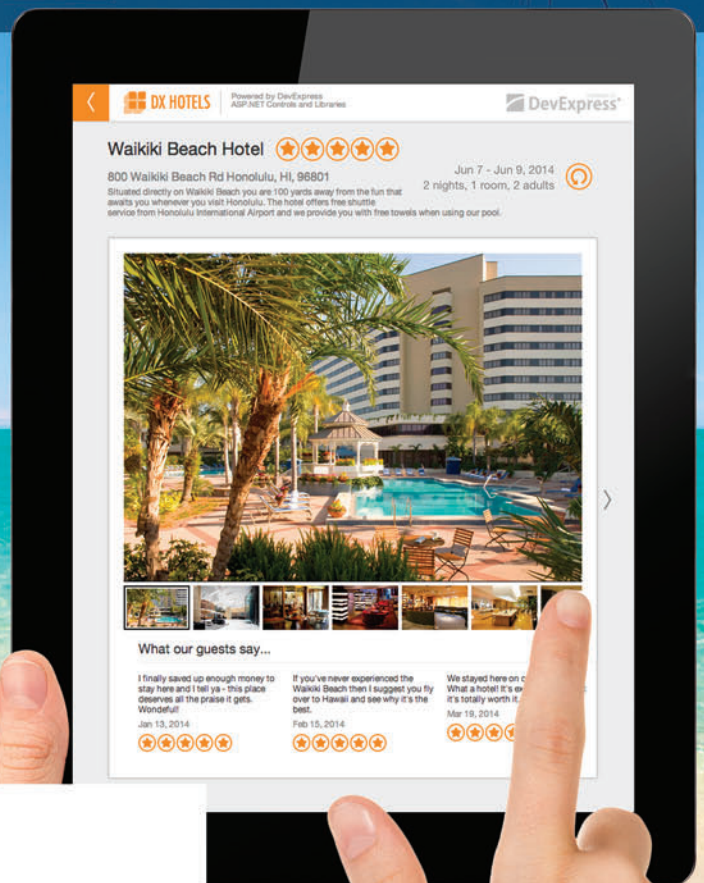 DX HOTELS
Powered by DevExpress
ASP.NET Controls and Libraries
DevExpress
Waikiki Beach Hotel
800 Waikiki Beach Rd Honolulu, HI, 96801
Jun 7 - Jun 9, 2014
2 nights, 1 room, 2 adults
Situated directly on Waikiki Beach you are 100 yards away from the fun that
awaits you whenever you visit Honolulu. The hotel offers free shuttle
service from Honolulu International Airport and we provide you with free towels when using our pool.
What our guests say...
I finally saved up enough money to
stay here and I tell ya - this place
deserves all the praise it gets.
Wondeful!
Jan 13, 2014
If you've never experienced the
Waikiki Beach then I suggest you fly
over to Hawaii and see why it's the
best.
Feb 15, 2014
We stayed here on
What a hotel! It's
it's totally worth it.
Mar 19, 2014